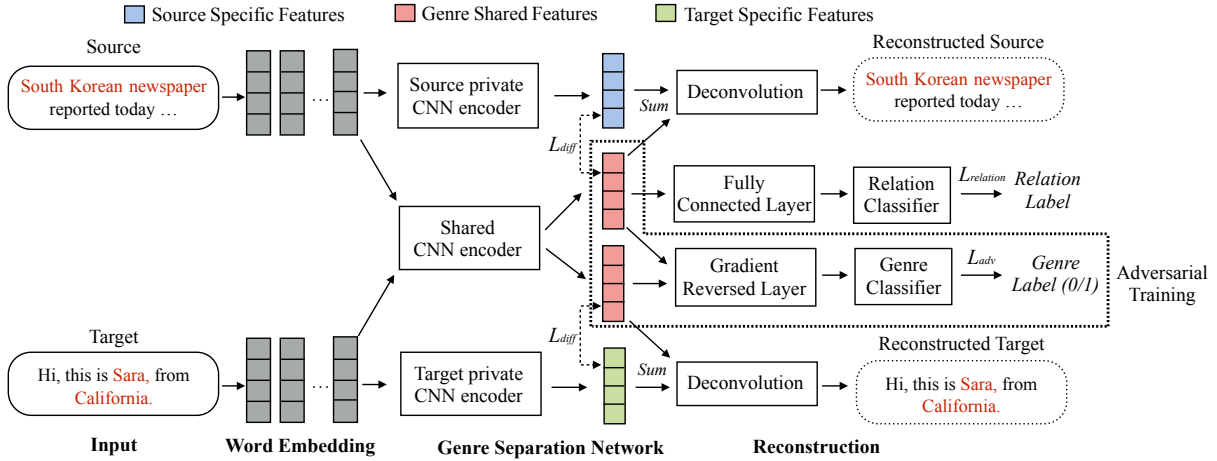 Source Specific Features
Genre Shared Features
Target Specific Features
Source
South Korean newspaper
reported today …
...
Source private
CNN encoder
Sum
Deconvolution
Reconstructed Source
South Korean newspaper
reported today …
Ldiff
Shared
CNN encoder
Fully
Connected Layer
Relation
Classifier
Lrelation
Relation
Label
Gradient
Reversed Layer
Genre
Classifier
Ladv
Genre
Label (0/1)
Adversarial
Training
Target
Hi, this is Sara, from
California.
...
Target private
CNN encoder
Ldiff
Sum
Deconvolution
Reconstructed Target
Hi, this is Sara, from
California.
Input
Word Embedding
Genre Separation Network
Reconstruction